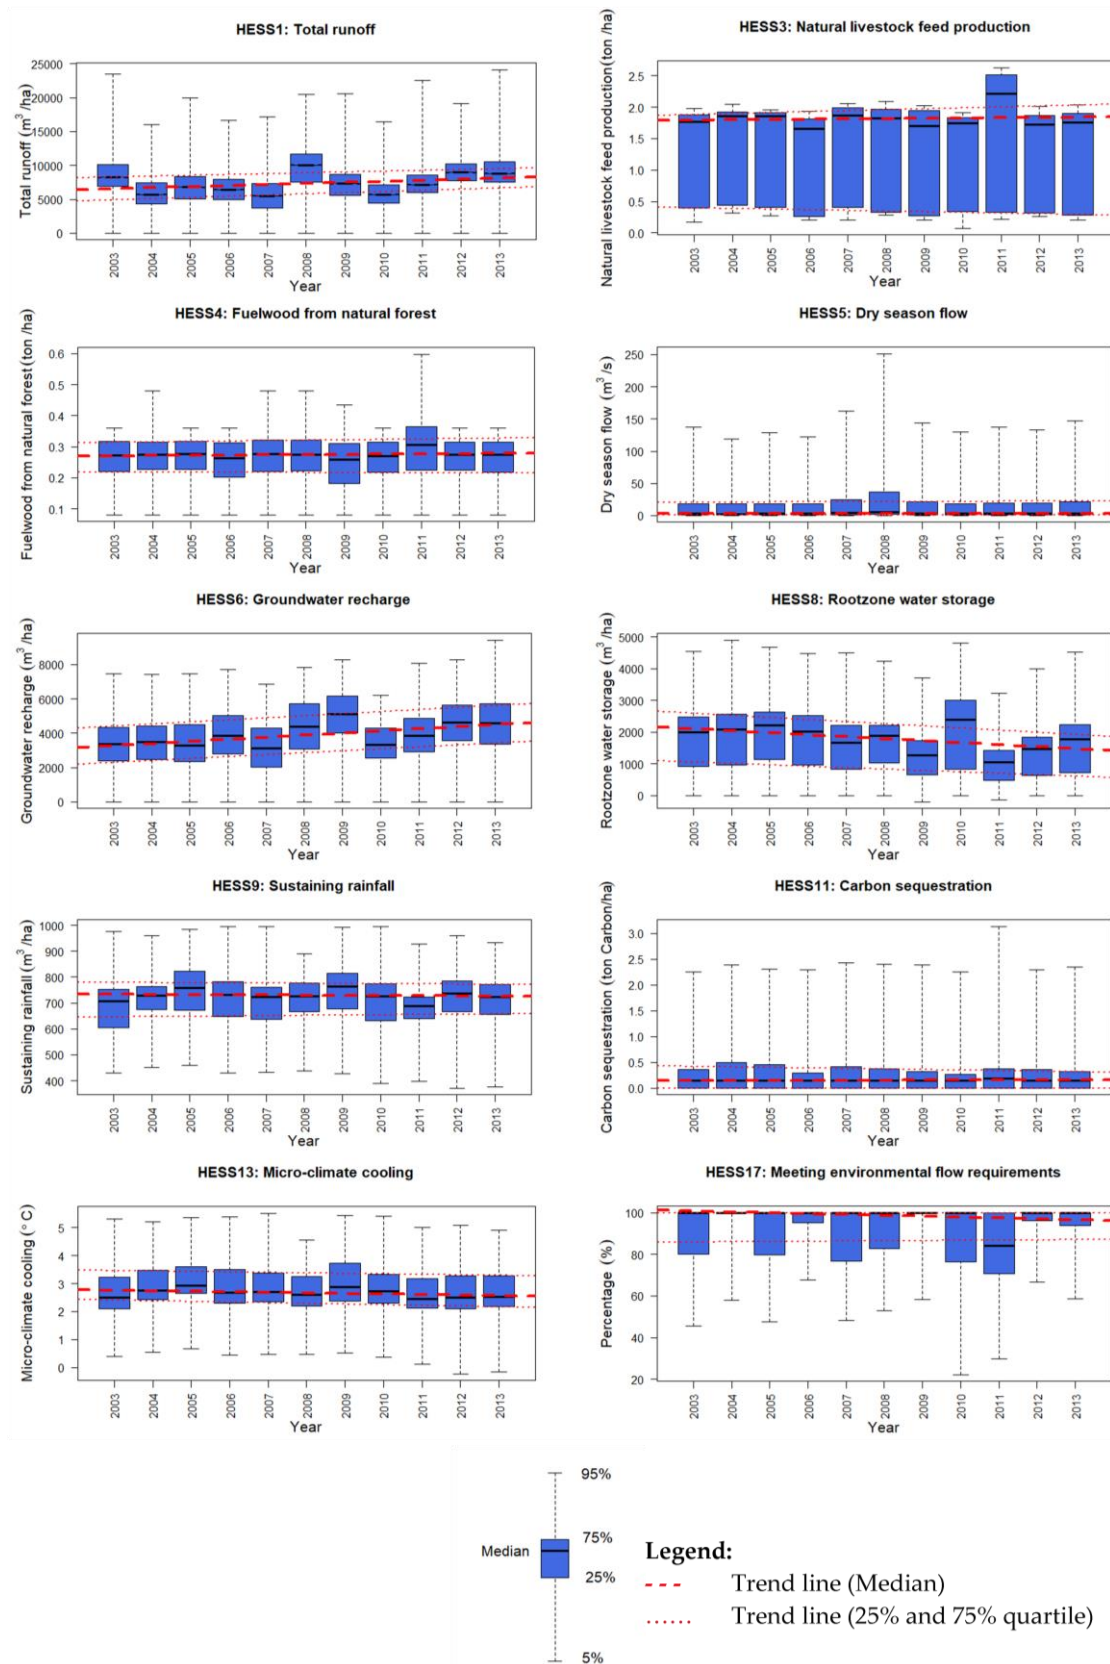 HESS1: Total runoff
Total runoff (m³/ha)
25000
20000
15000
10000
5000
0
2003 2004 2005 2006 2007 2008 2009 2010 2011 2012 2013
Year
HESS3: Natural livestock feed production
Natural livestock feed production(ton /ha)
2.5
2.0
1.5
1.0
0.5
0.0
2003 2004 2005 2006 2007 2008 2009 2010 2011 2012 2013
Year
HESS4: Fuelwood from natural forest
Fuelwood from natural forest(ton /ha)
0.6
0.5
0.4
0.3
0.2
0.1
2003 2004 2005 2006 2007 2008 2009 2010 2011 2012 2013
Year
HESS5: Dry season flow
Dry season flow (m³/s)
250
200
150
100
50
0
2003 2004 2005 2006 2007 2008 2009 2010 2011 2012 2013
Year
HESS6: Groundwater recharge
Groundwater recharge (m³/ha)
8000
6000
4000
2000
0
2003 2004 2005 2006 2007 2008 2009 2010 2011 2012 2013
Year
HESS8: Rootzone water storage
Rootzone water storage (m³/ha)
5000
4000
3000
2000
1000
0
2003 2004 2005 2006 2007 2008 2009 2010 2011 2012 2013
Year
HESS9: Sustaining rainfall
Sustaining rainfall (m³/ha)
1000
900
800
700
600
500
400
2003 2004 2005 2006 2007 2008 2009 2010 2011 2012 2013
Year
HESS11: Carbon sequestration
Carbon sequestration (ton Carbon/ha)
3.0
2.5
2.0
1.5
1.0
0.5
0.0
2003 2004 2005 2006 2007 2008 2009 2010 2011 2012 2013
Year
HESS13: Micro-climate cooling
Micro-climate cooling (° C)
5
4
3
2
1
0
2003 2004 2005 2006 2007 2008 2009 2010 2011 2012 2013
Year
HESS17: Meeting environmental flow requirements
Percentage (%)
100
80
60
40
20
2003 2004 2005 2006 2007 2008 2009 2010 2011 2012 2013
Year
95%
75%
Median
25%
5%
Legend:
Trend line (Median)
Trend line (25% and 75% quartile)